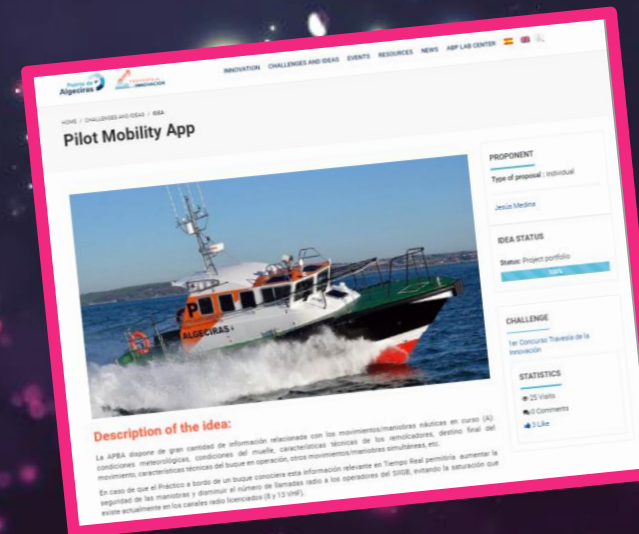 Puerto de
Algeciras
INNOVACIÓN
INNOVATION CHALLENGES AND IDEAS EVENTS RESOURCES NEWS ABP LAB CENTER
HOME / CHALLENGES AND IDEAS / IDEA
Pilot Mobility App
P
ALGECIRAS
PROPONENT
Type of proposal : Individual
Jesús Medina
IDEA STATUS
Status: Project portfolio
100%
CHALLENGE
1er Concurso Travesía de la
Innovación
STATISTICS
25 Visits
0 Comments
3 Like
Description of the idea:
La APBA dispone de gran cantidad de información relacionada con los movimientos/maniobras náuticas en curso (A):
condiciones meteorológicas, condiciones del muelle, características técnicas de los remolcadores, destino final del
movimiento, características técnicas del buque en operación, otros movimientos/maniobras simultáneas, etc.
En caso de que el Práctico a bordo de un buque conociera esta información relevante en Tiempo Real permitiría aumentar la
seguridad de las maniobras y disminuir el número de llamadas radio a los operadores del SIIGB, evitando la saturación que
existe actualmente en los canales radio licenciados (8 y 13 VHF).